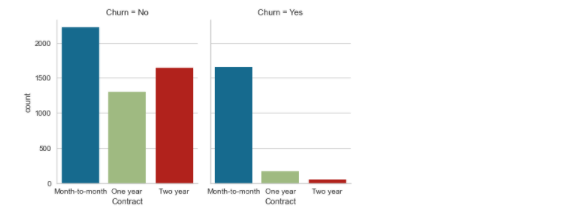 Churn = No
Churn = Yes
2000
1500
1000
500
0
count
Month-to-month One year Two year
Contract
Month-to-month One year Two year
Contract